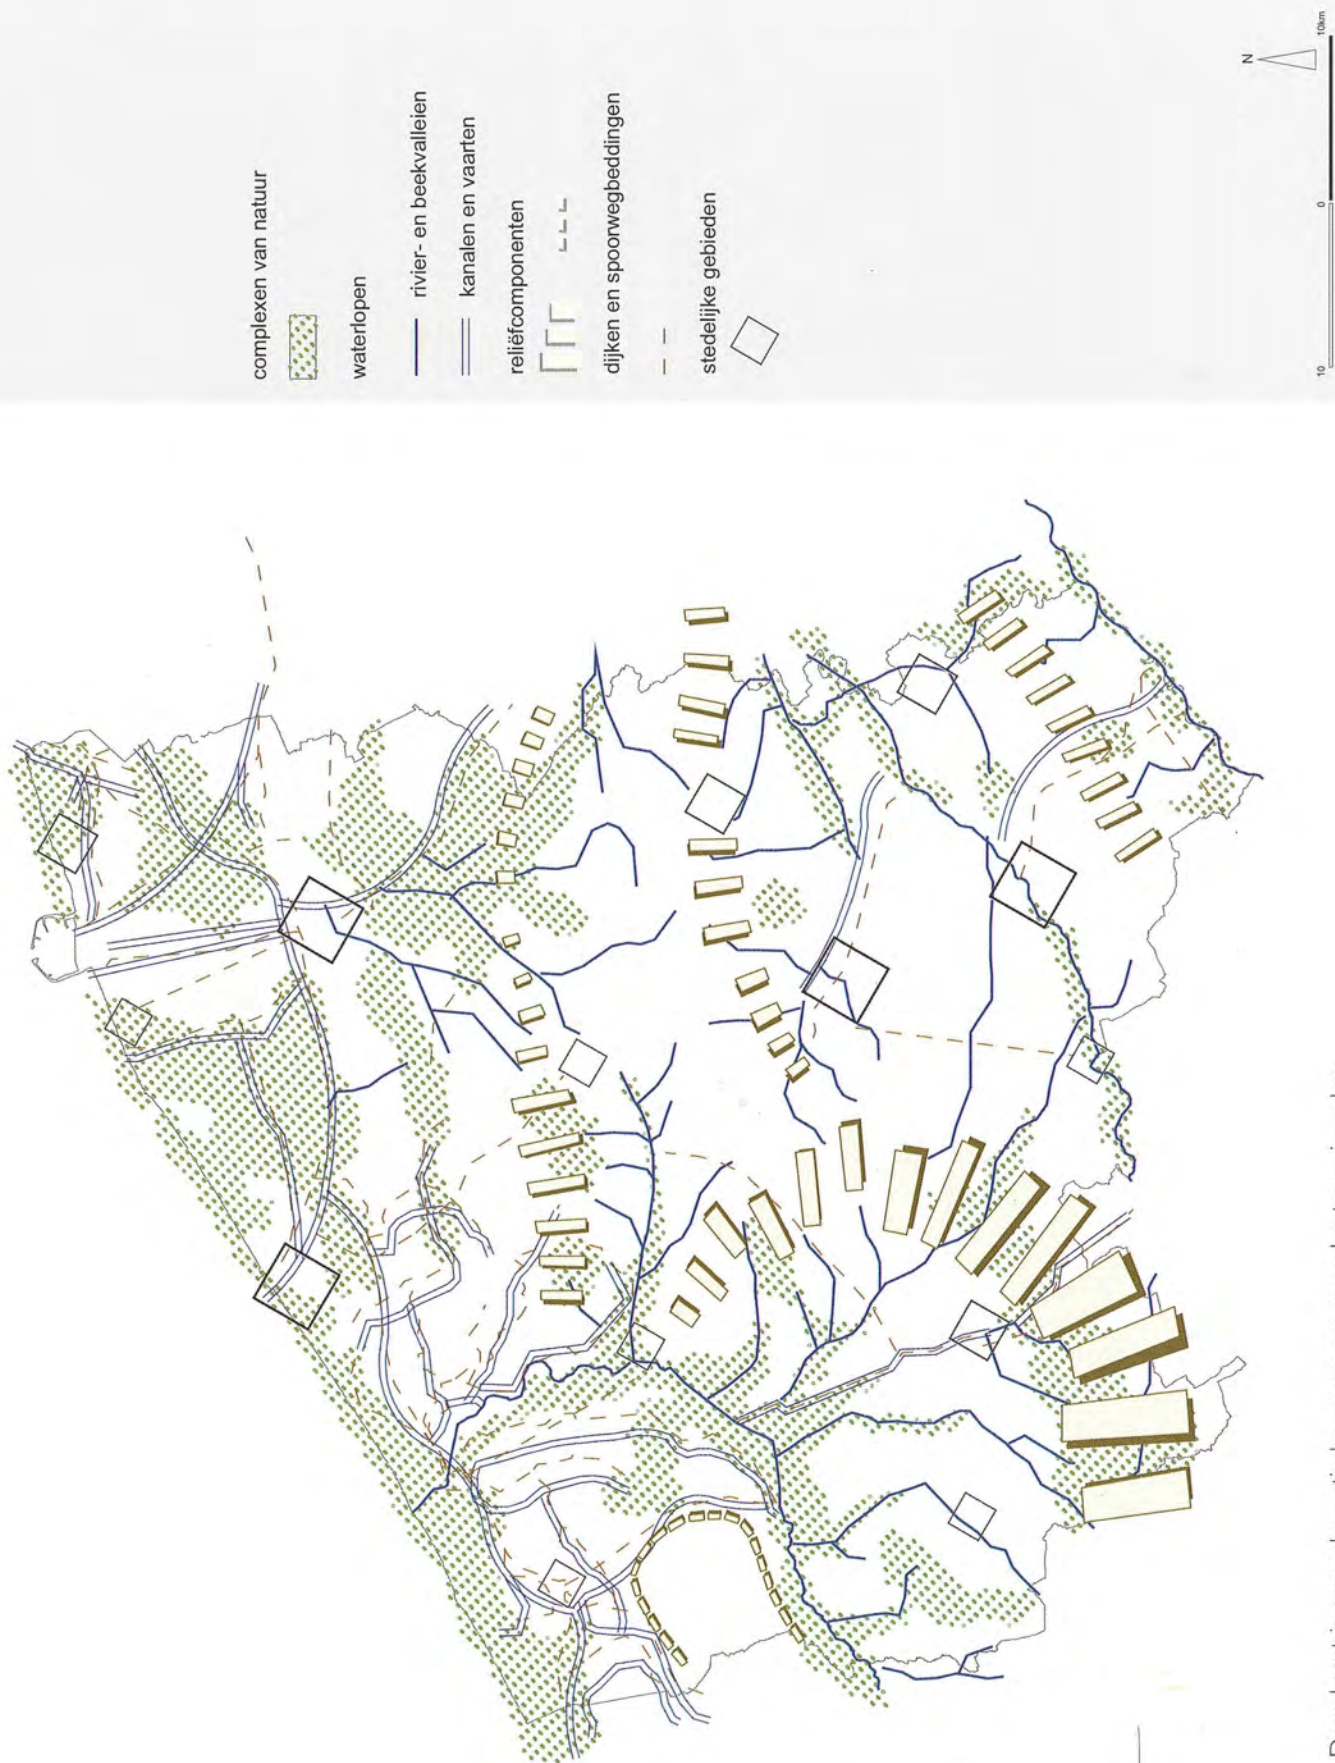 complexen van natuur
waterlopen
rivier- en beekvalleien
kanalen en vaarten
reliëfcomponenten
dijken en spoorwegbeddingen
stedelijke gebieden
N
10
0
10km